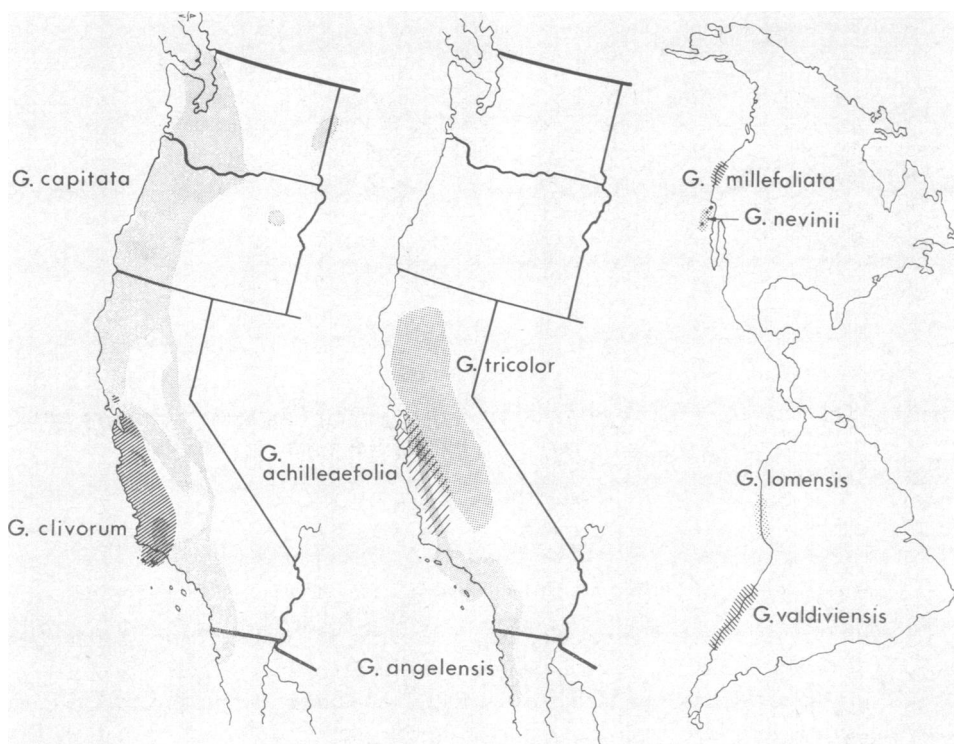 G. capitata
G. clivorum
G. tricolor
G.
achilleaefolia
G. angelensis
G. millefoliata
G. nevinii
G. lomensis
G. valdiviensis